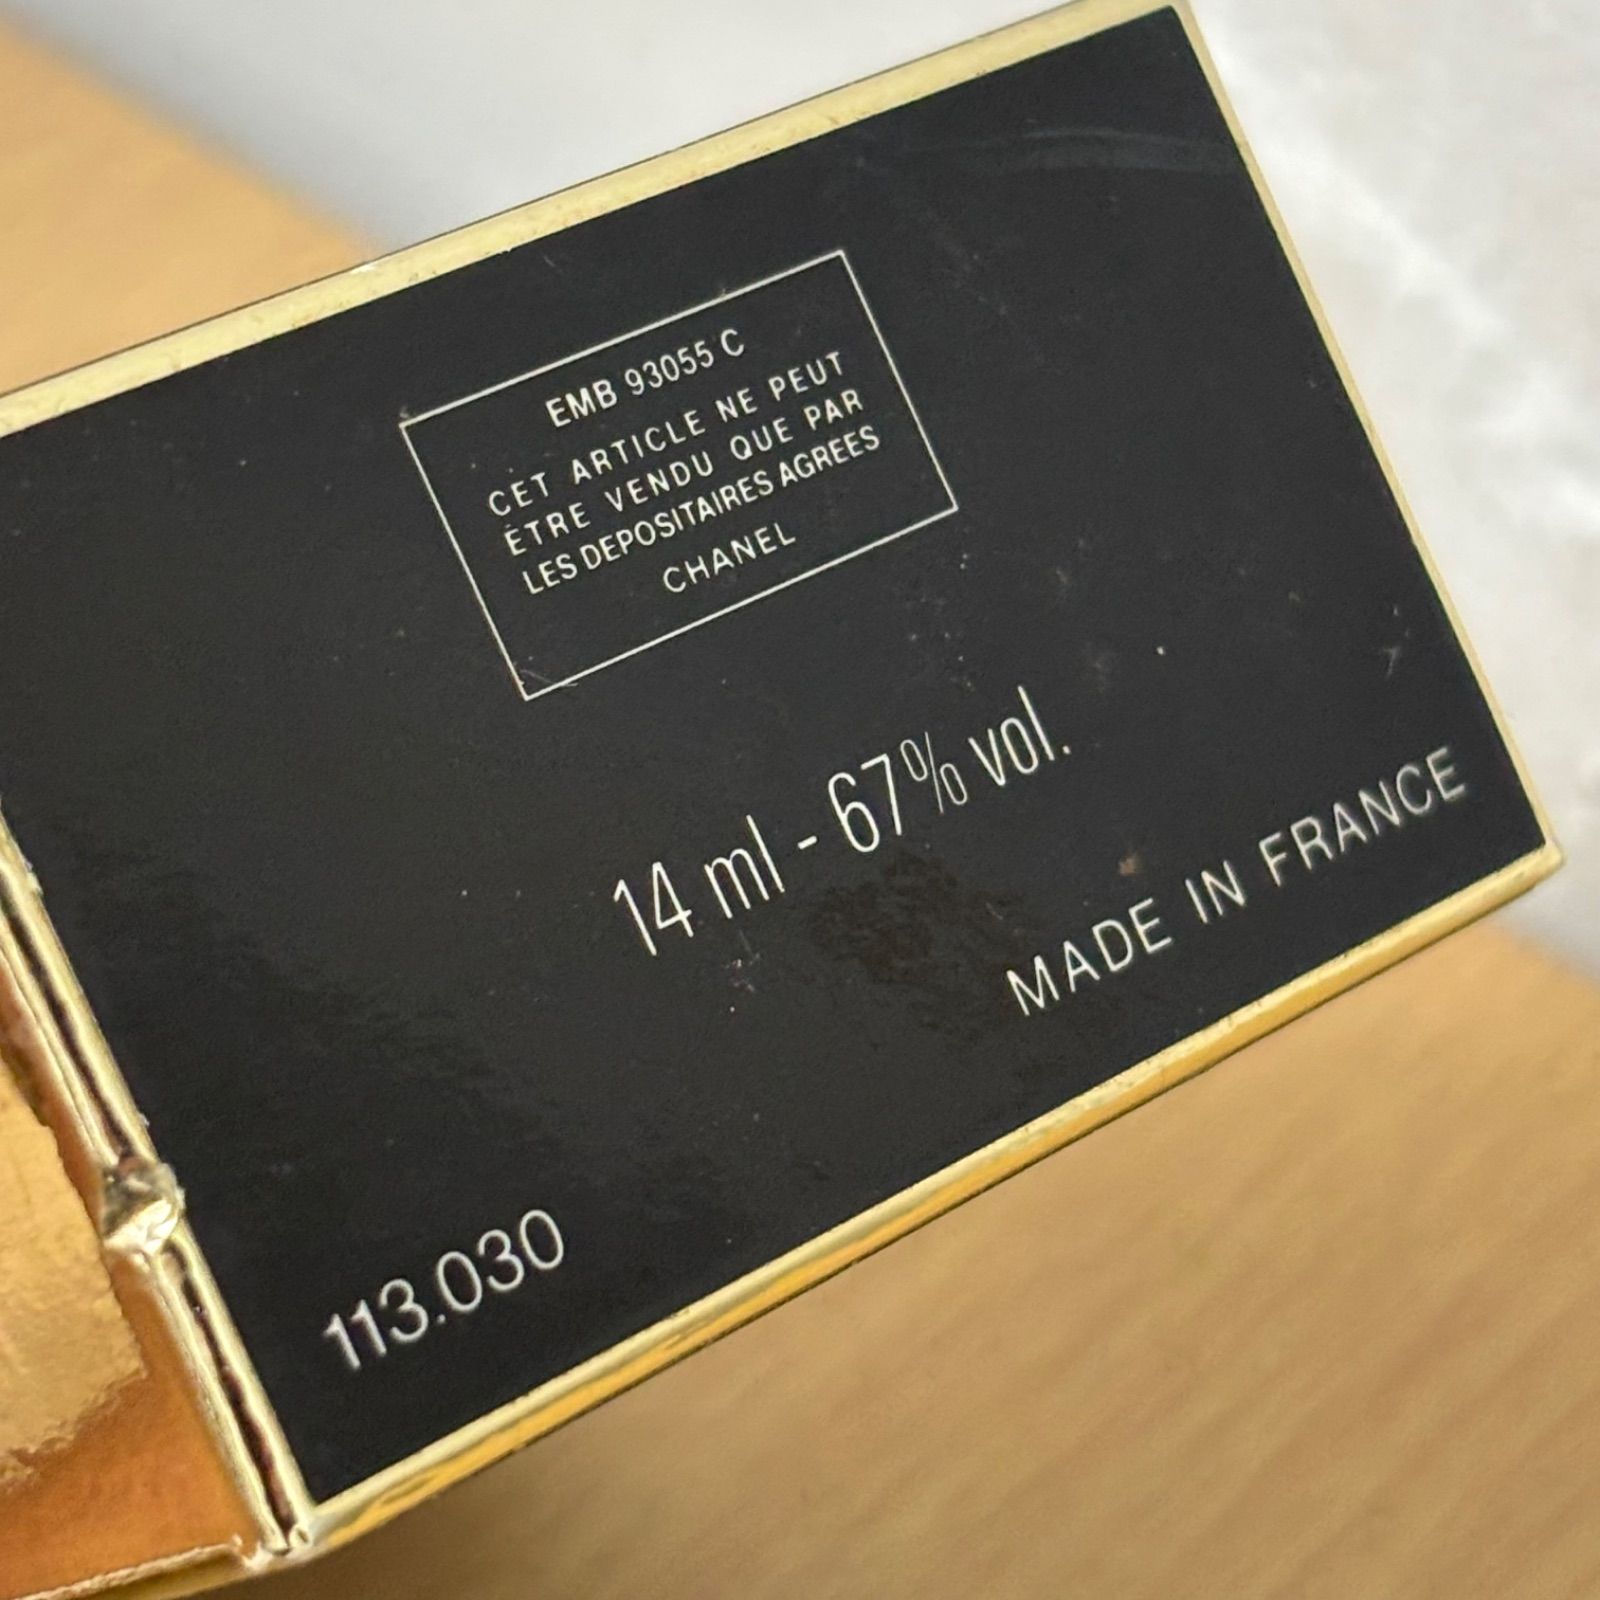 EMB 93055 C
CET ARTICLE NE PEUT
ÊTRE VENDU QUE PAR
LES DEPOSITAIRES AGREES
CHANEL
14 ml - 67% vol.
MADE IN FRANCE
113.030